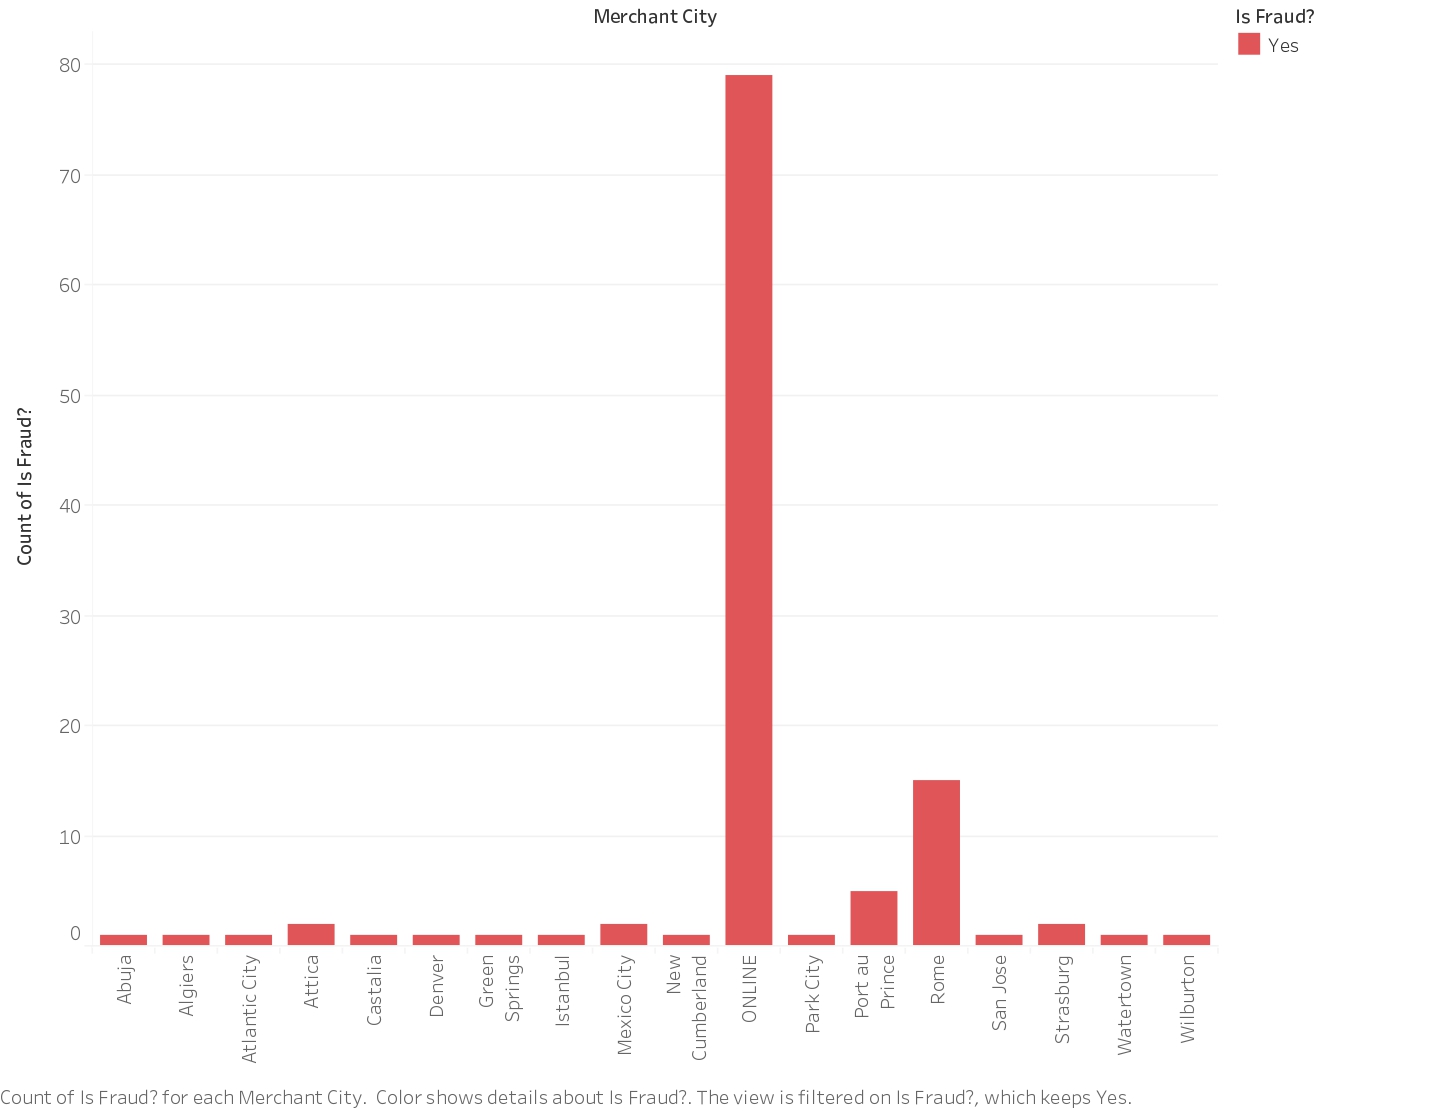 Merchant City
Is Fraud?
Yes
80
70
60
50
40
30
20
10
0
Count of Is Fraud?
Abuja
Algiers
Atlantic City
Attica
Castalia
Denver
Green
Springs
Istanbul
Mexico City
New
Cumberland
ONLINE
Park City
Port au
Prince
Rome
San Jose
Strasburg
Watertown
Wilburton
Count of Is Fraud? for each Merchant City.  Color shows details about Is Fraud?. The view is filtered on Is Fraud?, which keeps Yes.